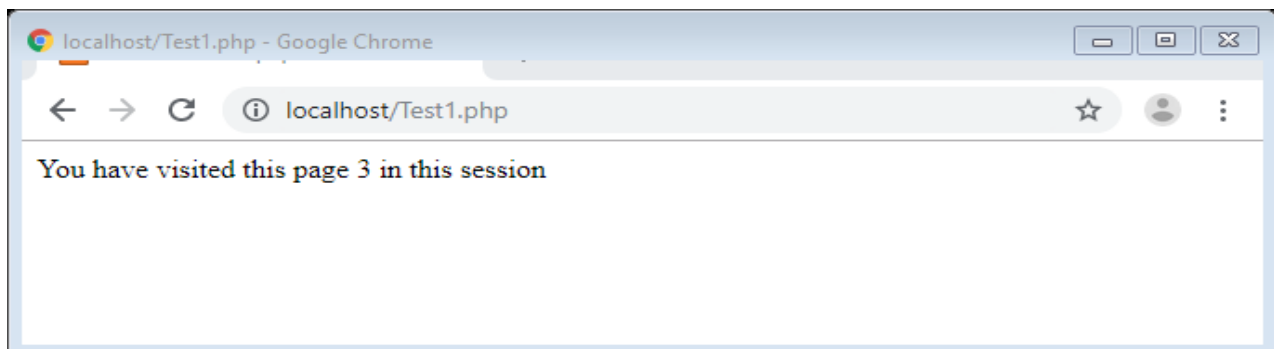 localhost/Test1.php - Google Chrome
localhost/Test1.php
You have visited this page 3 in this session